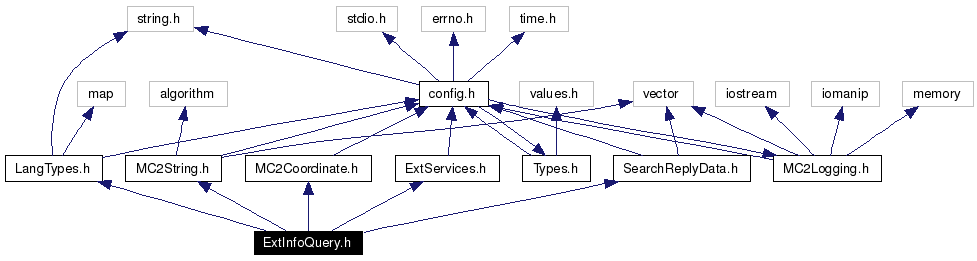 string.h
stdio.h
errno.h
time.h
map
algorithm
config.h
values.h
vector
iostream
iomanip
memory
LangTypes.h
MC2String.h
MC2Coordinate.h
ExtServices.h
Types.h
SearchReplyData.h
MC2Logging.h
ExtInfoQuery.h